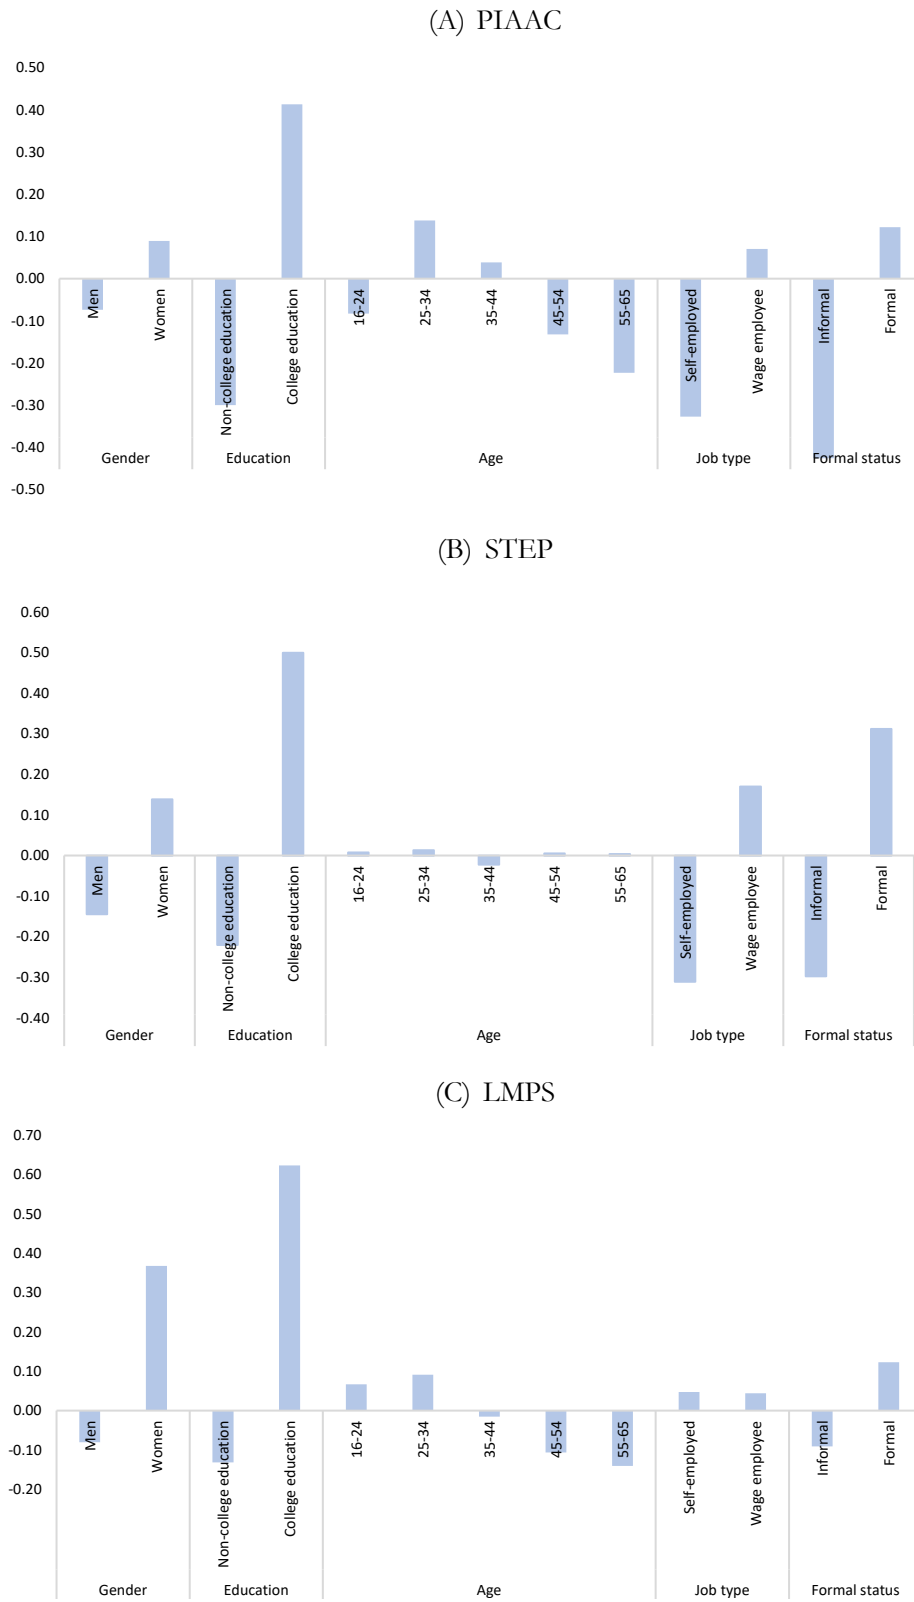 (A) PIAAC
0.50
0.40
0.30
0.20
0.10
0.00
-0.10
-0.20
-0.30
-0.40
-0.50
Men
Women
Non-college education
College education
16-24
25-34
35-44
45-54
55-65
Self-employed
Wage employee
Informal
Formal
Gender
Education
Age
Job type
Formal status
(B) STEP
0.60
0.50
0.40
0.30
0.20
0.10
0.00
-0.10
-0.20
-0.30
-0.40
Men
Women
Non-college education
College education
16-24
25-34
35-44
45-54
55-65
Self-employed
Wage employee
Informal
Formal
Gender
Education
Age
Job type
Formal status
(C) LMPS
0.70
0.60
0.50
0.40
0.30
0.20
0.10
0.00
-0.10
-0.20
Men
Women
Non-college education
College education
16-24
25-34
35-44
45-54
55-65
Self-employed
Wage employee
Informal
Formal
Gender
Education
Age
Job type
Formal status